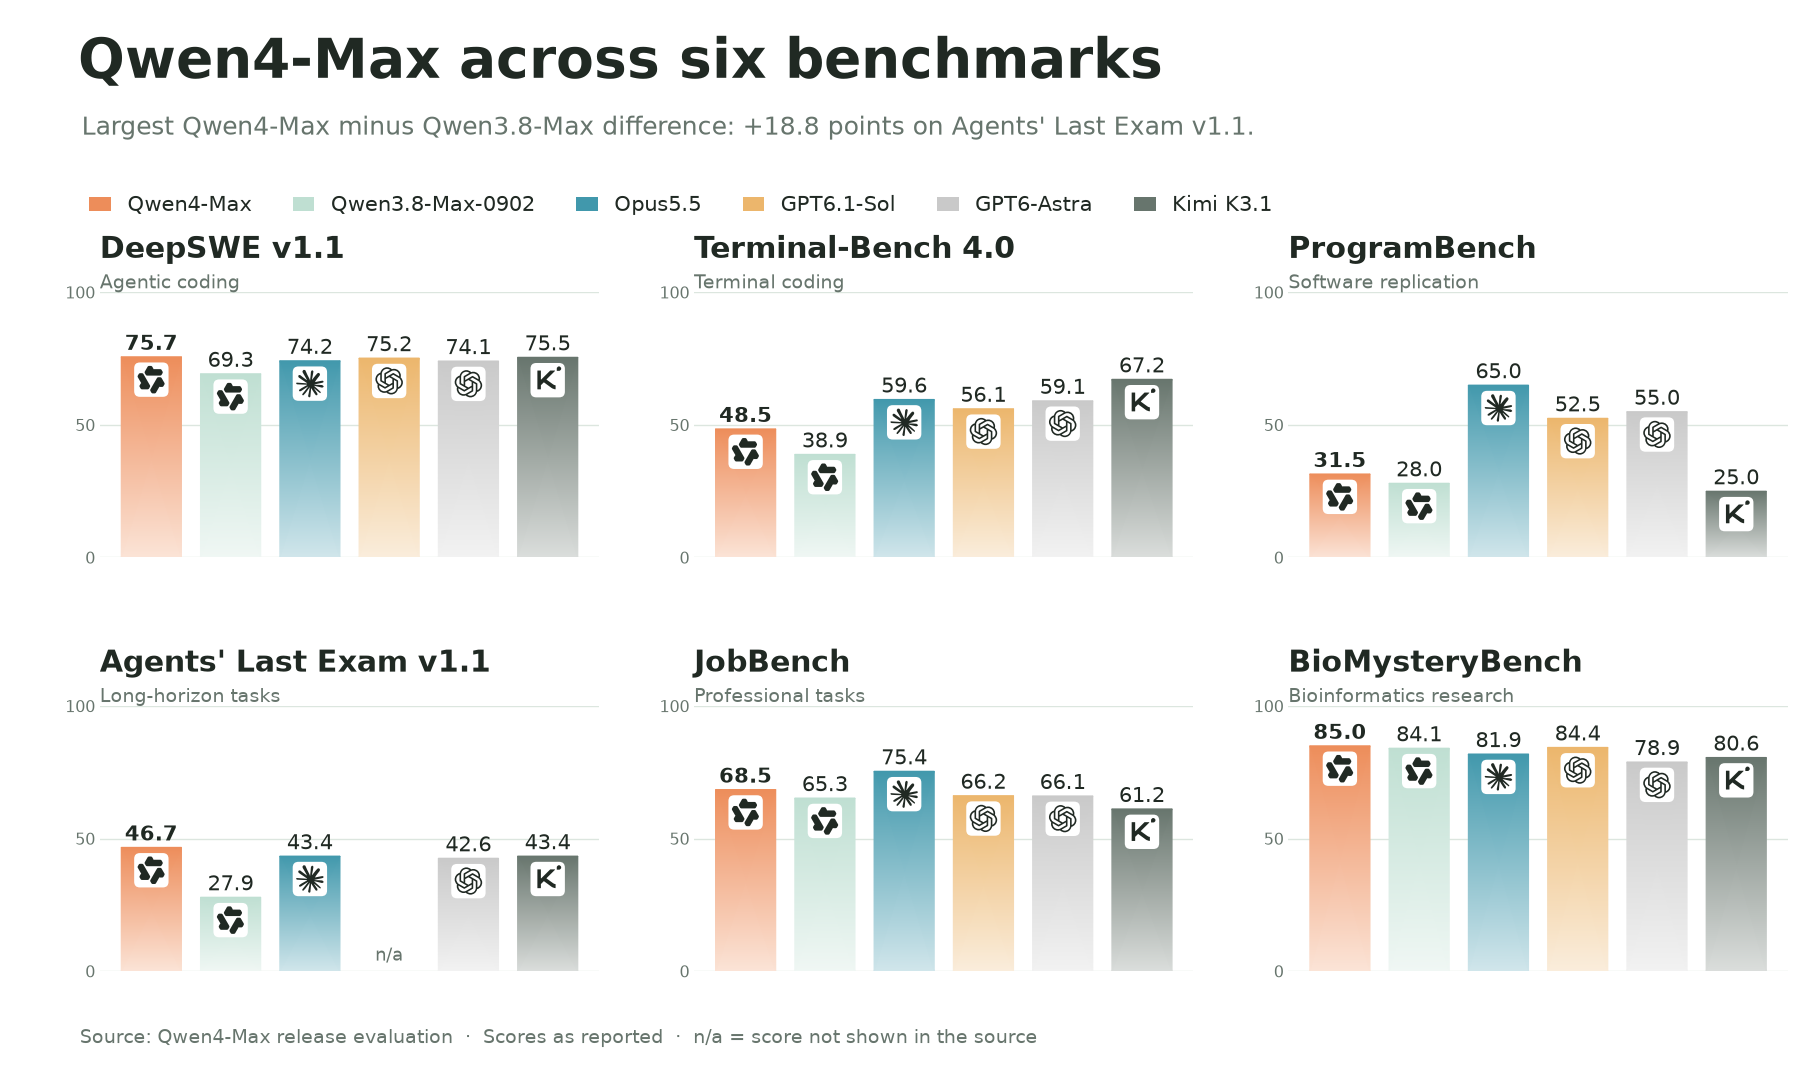 Qwen4-Max across six benchmarks
Largest Qwen4-Max minus Qwen3.8-Max difference: +18.8 points on Agents' Last Exam v1.1.
Qwen4-Max Qwen3.8-Max-0902 Opus5.5 GPT6.1-Sol GPT6-Astra Kimi K3.1
DeepSWE v1.1
Agentic coding
100
75.7 69.3 74.2 75.2 74.1 75.5
50
0
Terminal-Bench 4.0
Terminal coding
100
48.5 38.9 59.6 56.1 59.1 67.2
50
0
ProgramBench
Software replication
100
31.5 28.0 65.0 52.5 55.0 25.0
50
0
Agents' Last Exam v1.1
Long-horizon tasks
100
46.7 27.9 43.4 n/a 42.6 43.4
50
0
JobBench
Professional tasks
100
68.5 65.3 75.4 66.2 66.1 61.2
50
0
BioMysteryBench
Bioinformatics research
100
85.0 84.1 81.9 84.4 78.9 80.6
50
0
Source: Qwen4-Max release evaluation · Scores as reported · n/a = score not shown in the source